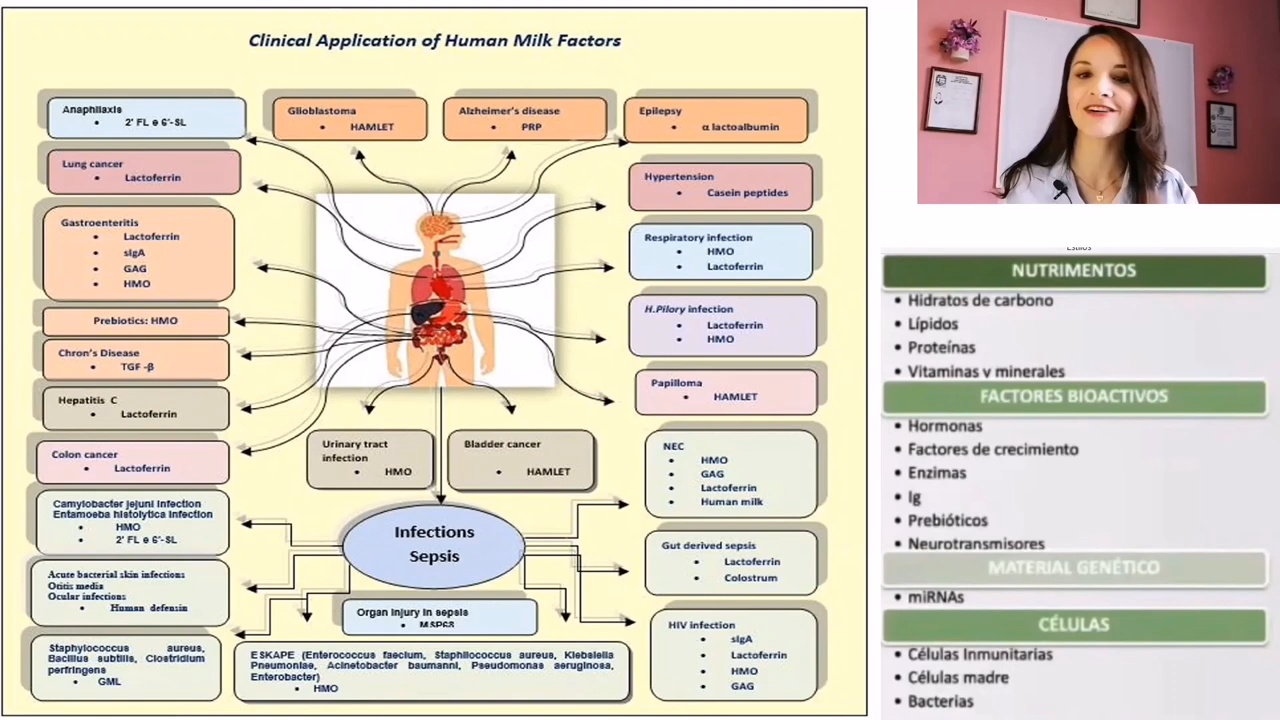 Clinical Application of Human Milk Factors
Anaphilaxis
• 2' FL e 6'-SL
Glioblastoma
• HAMLET
Alzheimer's disease
• PRP
Epilepsy
• α lactoalbumin
Lung cancer
• Lactoferrin
Hypertension
• Casein peptides
Gastroenteritis
• Lactoferrin
• sIgA
• GAG
• HMO
Respiratory infection
• HMO
• Lactoferrin
Prebiotics: HMO
H.Pilory infection
• Lactoferrin
• HMO
Chron's Disease
• TGF -β
Papilloma
• HAMLET
Hepatitis C
• Lactoferrin
Colon cancer
• Lactoferrin
Urinary tract
infection
• HMO
Bladder cancer
• HAMLET
NEC
• HMO
• GAG
• Lactoferrin
• Human milk
Camylobacter jejuni infection
Entamoeba histolytica infection
• HMO
• 2' FL e 6'-SL
Infections
Sepsis
Gut derived sepsis
• Lactoferrin
• Colostrum
Acute bacterial skin infections
Otitis media
Ocular infections
• Human defensin
Organ injury in sepsis
• MSP68
HIV infection
• sIgA
• Lactoferrin
• HMO
• GAG
Staphylococcus aureus,
Bacillus subtilis, Clostridium
perfringens
• GML
ESKAPE (Enterococcus faecium, Staphilococcus aureus, Klebsiella
Pneumoniae, Acinetobacter baumanni, Pseudomonas aeruginosa,
Enterobacter)
• HMO
Estilos
NUTRIMENTOS
• Hidratos de carbono
• Lípidos
• Proteínas
• Vitaminas y minerales
FACTORES BIOACTIVOS
• Hormonas
• Factores de crecimiento
• Enzimas
• Ig
• Prebióticos
• Neurotransmisores
MATERIAL GENÉTICO
• miRNAs
CÉLULAS
• Células Inmunitarias
• Células madre
• Bacterias